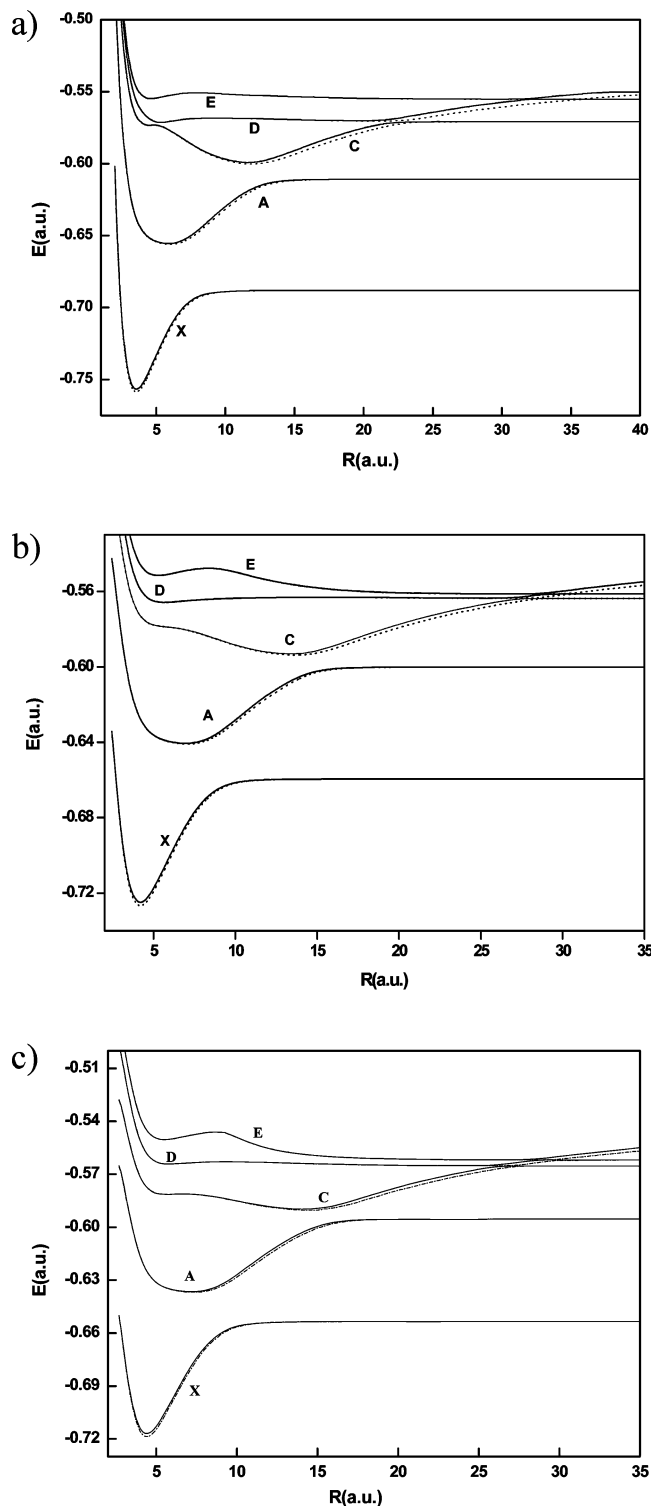 a)
-0.50
-0.55
-0.60
-0.65
-0.70
-0.75
E(a.u.)
E
D
C
A
X
5 10 15 20 25 30 35 40
R(a.u.)
b)
-0.56
-0.60
-0.64
-0.68
-0.72
E(a.u.)
E
D
C
A
X
5 10 15 20 25 30 35
R(a.u.)
c)
-0.51
-0.54
-0.57
-0.60
-0.63
-0.66
-0.69
-0.72
E(a.u.)
E
D
C
A
X
5 10 15 20 25 30 35
R(a.u.)